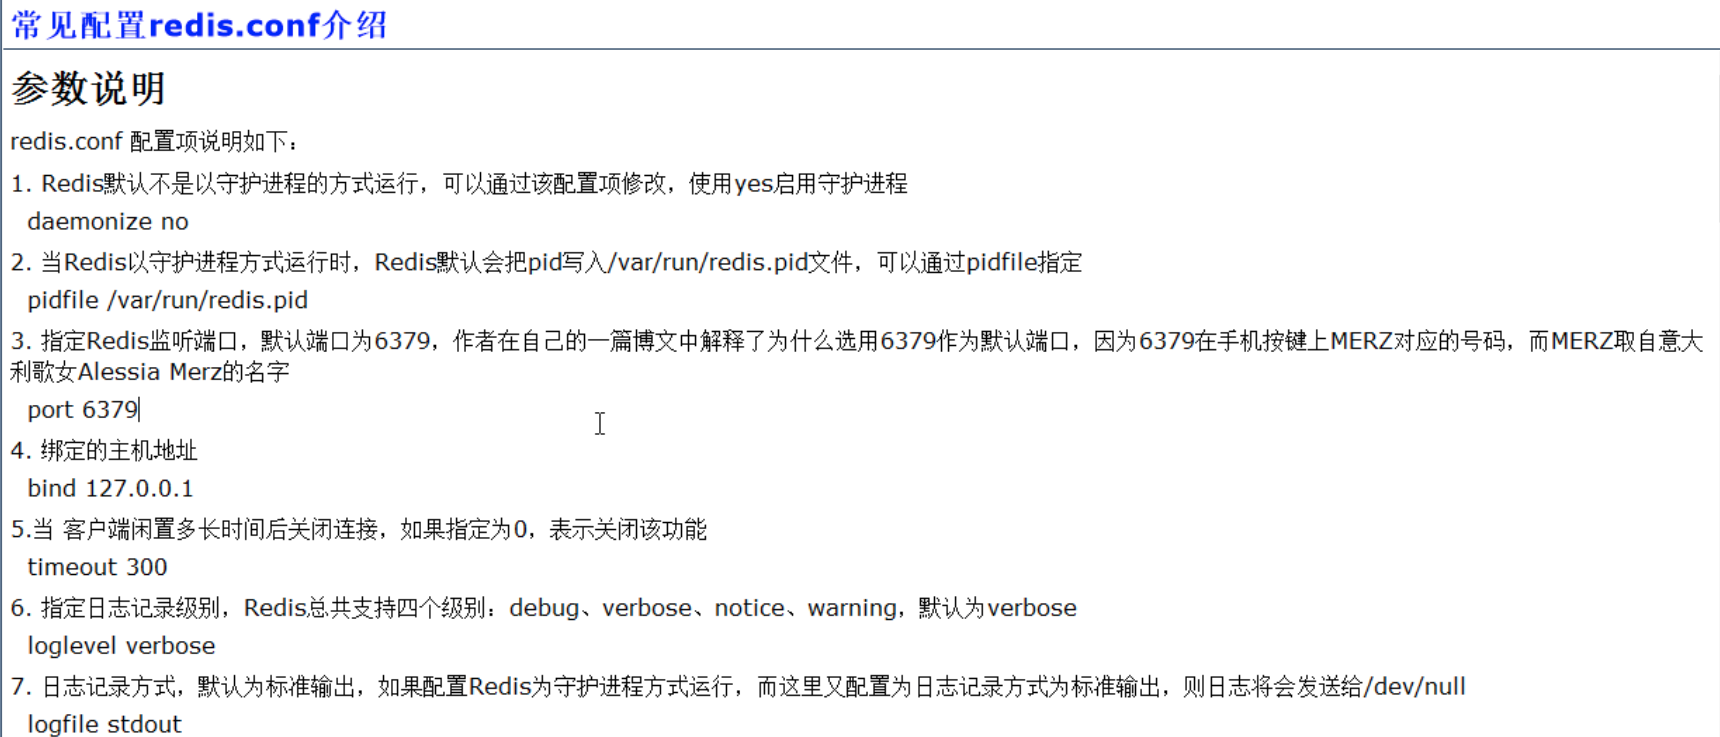 常见配置redis.conf介绍
参数说明
redis.conf 配置项说明如下：
1. Redis默认不是以守护进程的方式运行，可以通过该配置项修改，使用yes启用守护进程
daemonize no
2. 当Redis以守护进程方式运行时，Redis默认会把pid写入/var/run/redis.pid文件，可以通过pidfile指定
pidfile /var/run/redis.pid
3. 指定Redis监听端口，默认端口为6379，作者在自己的一篇博文中解释了为什么选用6379作为默认端口，因为6379在手机按键上MERZ对应的号码，而MERZ取自意大
利歌女Alessia Merz的名字
port 6379
4. 绑定的主机地址
bind 127.0.0.1
5.当 客户端闲置多长时间后关闭连接，如果指定为0，表示关闭该功能
timeout 300
6. 指定日志记录级别，Redis总共支持四个级别：debug、verbose、notice、warning，默认为verbose
loglevel verbose
7. 日志记录方式，默认为标准输出，如果配置Redis为守护进程方式运行，而这里又配置为日志记录方式为标准输出，则日志将会发送给/dev/null
logfile stdout